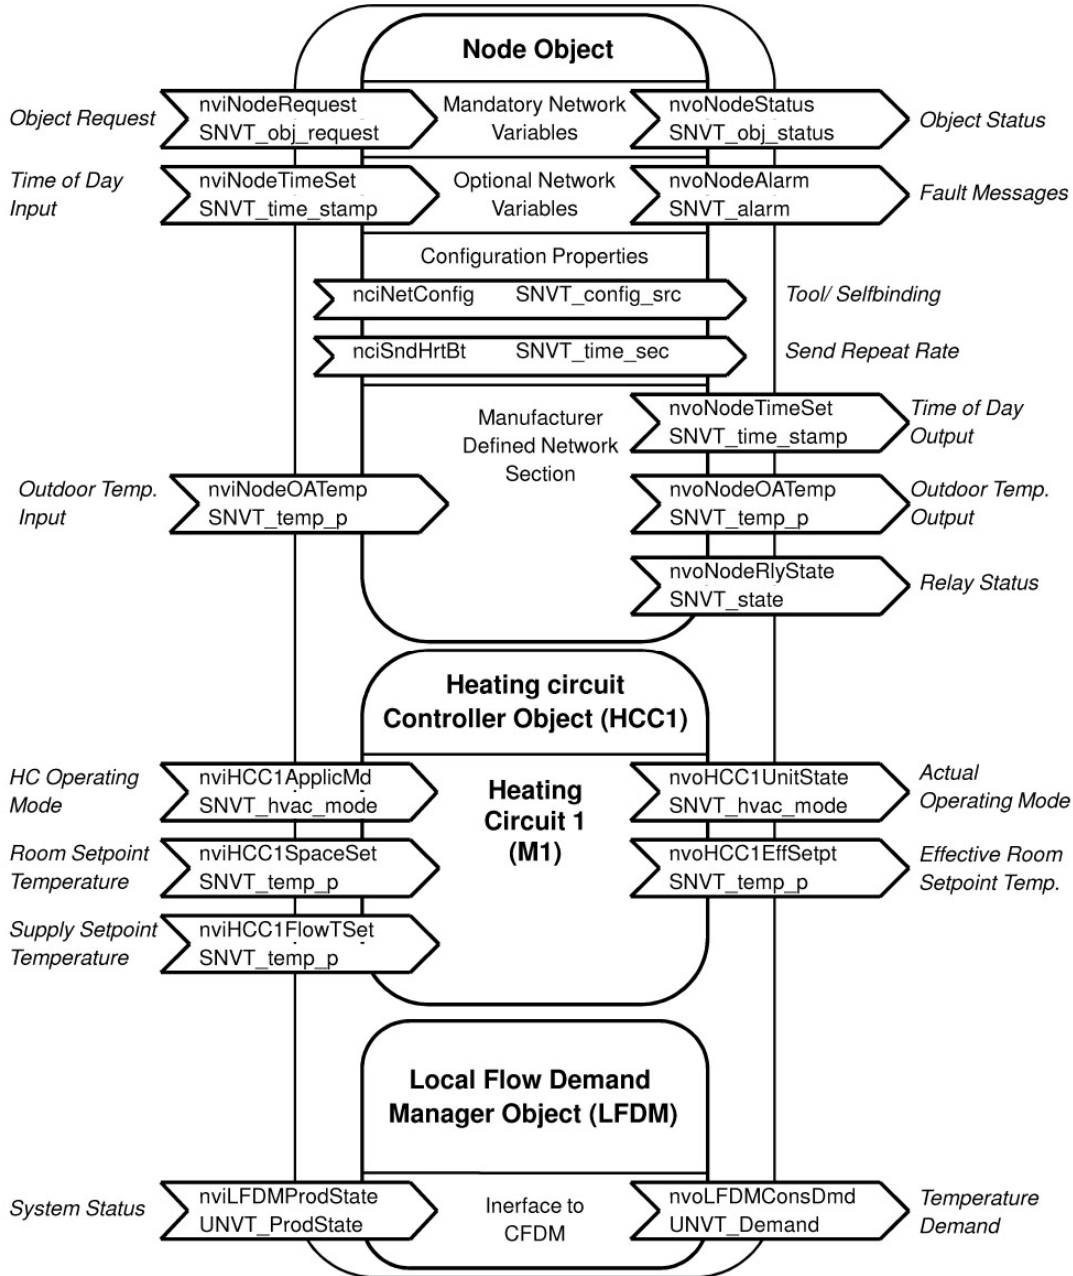 Node Object
Object Request
nviNodeRequest
SNVT_obj_request
Mandatory Network
Variables
nvoNodeStatus
SNVT_obj_status
Object Status
Time of Day
Input
nviNodeTimeSet
SNVT_time_stamp
Optional Network
Variables
nvoNodeAlarm
SNVT_alarm
Fault Messages
Configuration Properties
nciNetConfig SNVT_config_src
Tool/ Selfbinding
nciSndHrtBt SNVT_time_sec
Send Repeat Rate
Manufacturer
Defined Network
Section
nvoNodeTimeSet
SNVT_time_stamp
Time of Day
Output
Outdoor Temp.
Input
nviNodeOATemp
SNVT_temp_p
nvoNodeOATemp
SNVT_temp_p
Outdoor Temp.
Output
nvoNodeRlyState
SNVT_state
Relay Status
Heating circuit
Controller Object (HCC1)
HC Operating
Mode
nviHCC1ApplicMd
SNVT_hvac_mode
Heating
Circuit 1
(M1)
nvoHCC1UnitState
SNVT_hvac_mode
Actual
Operating Mode
Room Setpoint
Temperature
nviHCC1SpaceSet
SNVT_temp_p
nvoHCC1EffSetpt
SNVT_temp_p
Effective Room
Setpoint Temp.
Supply Setpoint
Temperature
nviHCC1FlowTSet
SNVT_temp_p
Local Flow Demand
Manager Object (LFDM)
System Status
nviLFDMProdState
UNVT_ProdState
Inerface to
CFDM
nvoLFDMConsDmd
UNVT_Demand
Temperature
Demand